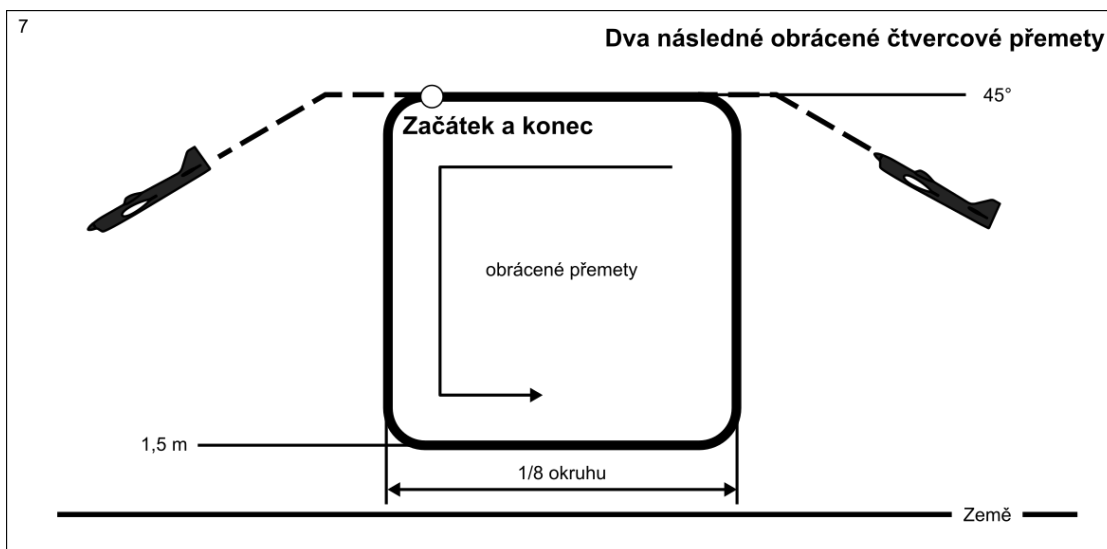 7
Dva následné obrácené čtvercové přemety
45°
Začátek a konec
obrácené přemety
1,5 m
1/8 okruhu
Země